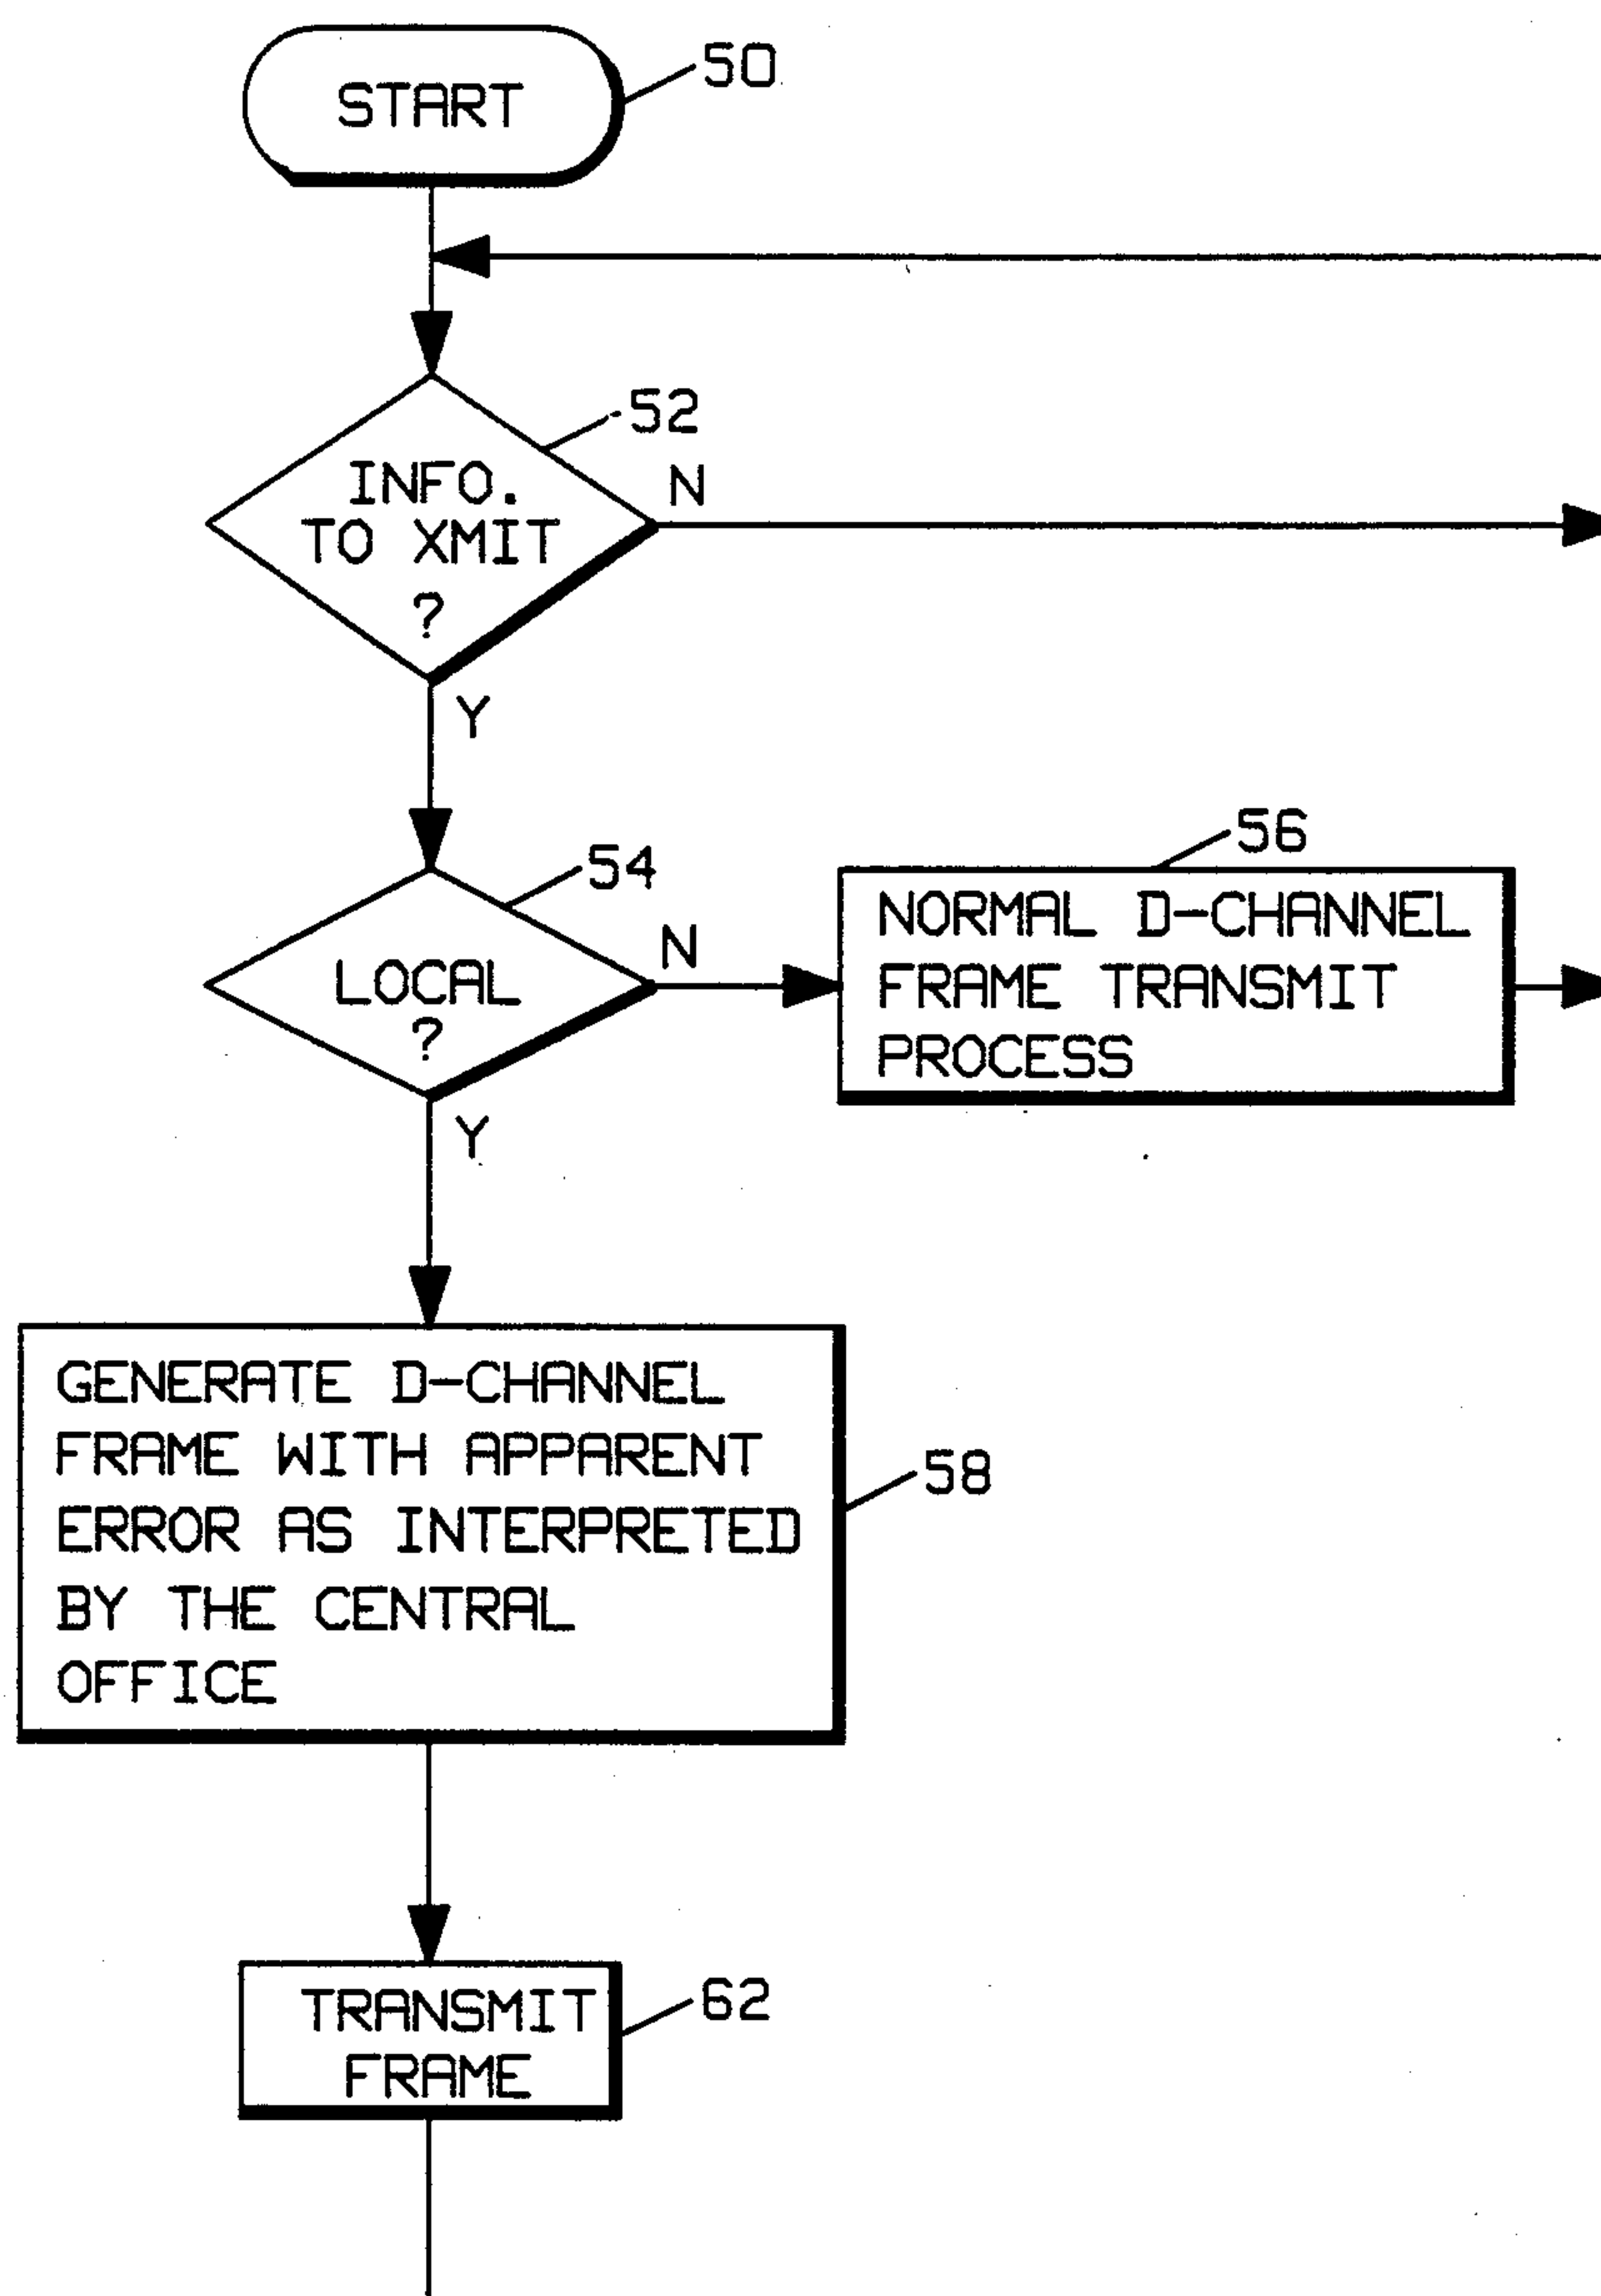 START
50
INFO.
TO XMIT
?
52
N
Y
LOCAL
?
54
N
Y
NORMAL D-CHANNEL
FRAME TRANSMIT
PROCESS
56
GENERATE D-CHANNEL
FRAME WITH APPARENT
ERROR AS INTERPRETED
BY THE CENTRAL
OFFICE
58
TRANSMIT
FRAME
62